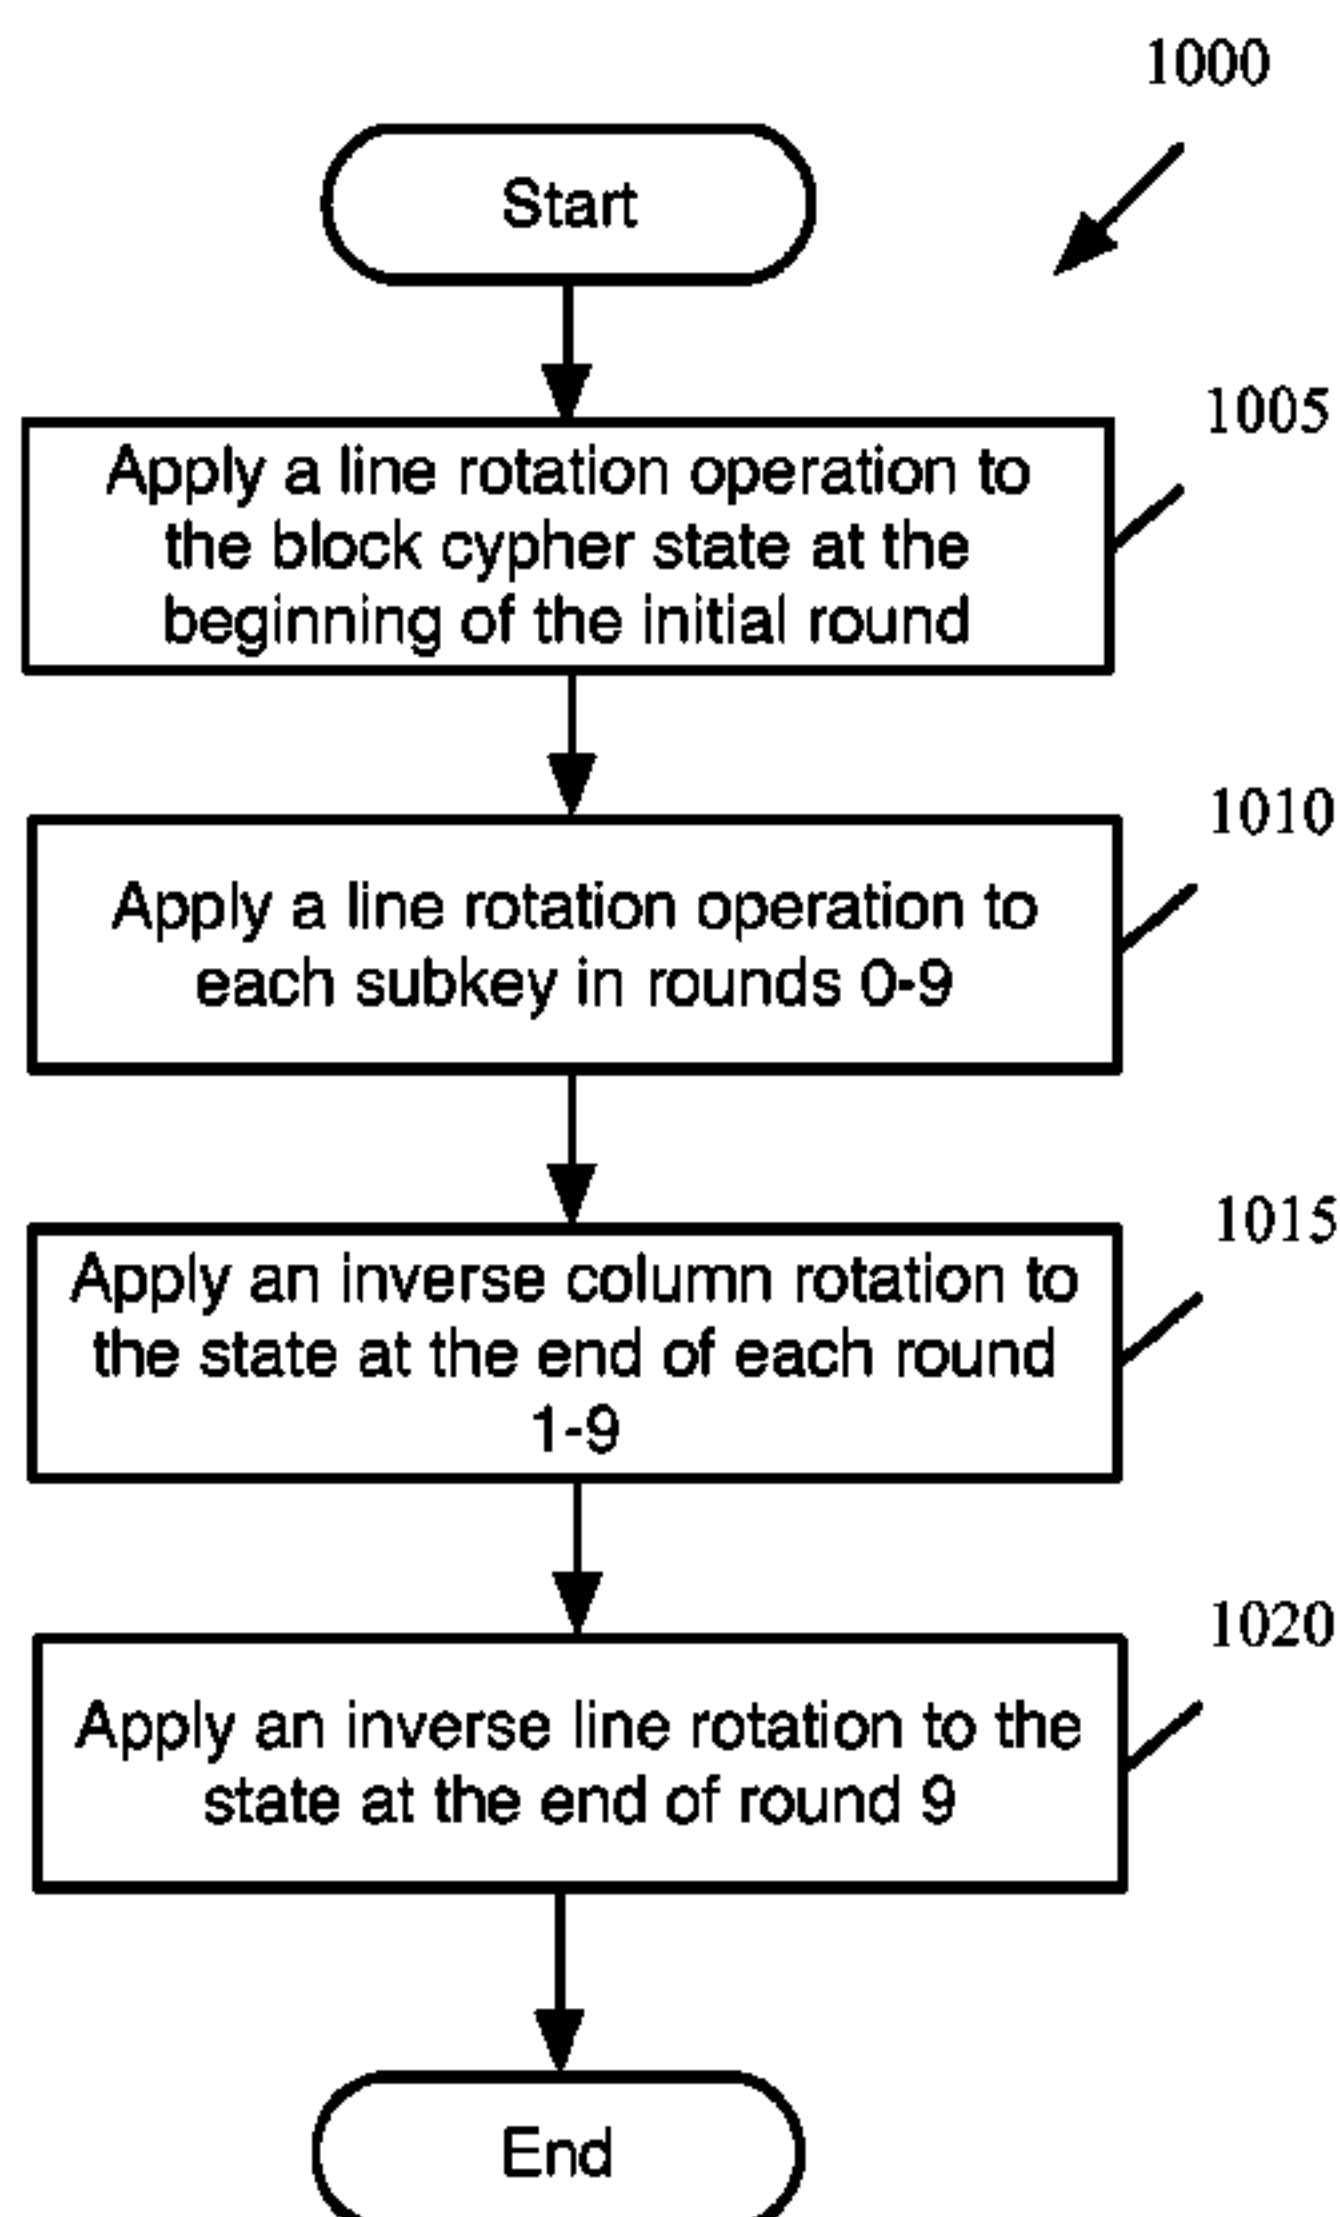 1000
Start
1005
Apply a line rotation operation to
the block cypher state at the
beginning of the initial round
1010
Apply a line rotation operation to
each subkey in rounds 0-9
1015
Apply an inverse column rotation to
the state at the end of each round
1-9
1020
Apply an inverse line rotation to the
state at the end of round 9
End